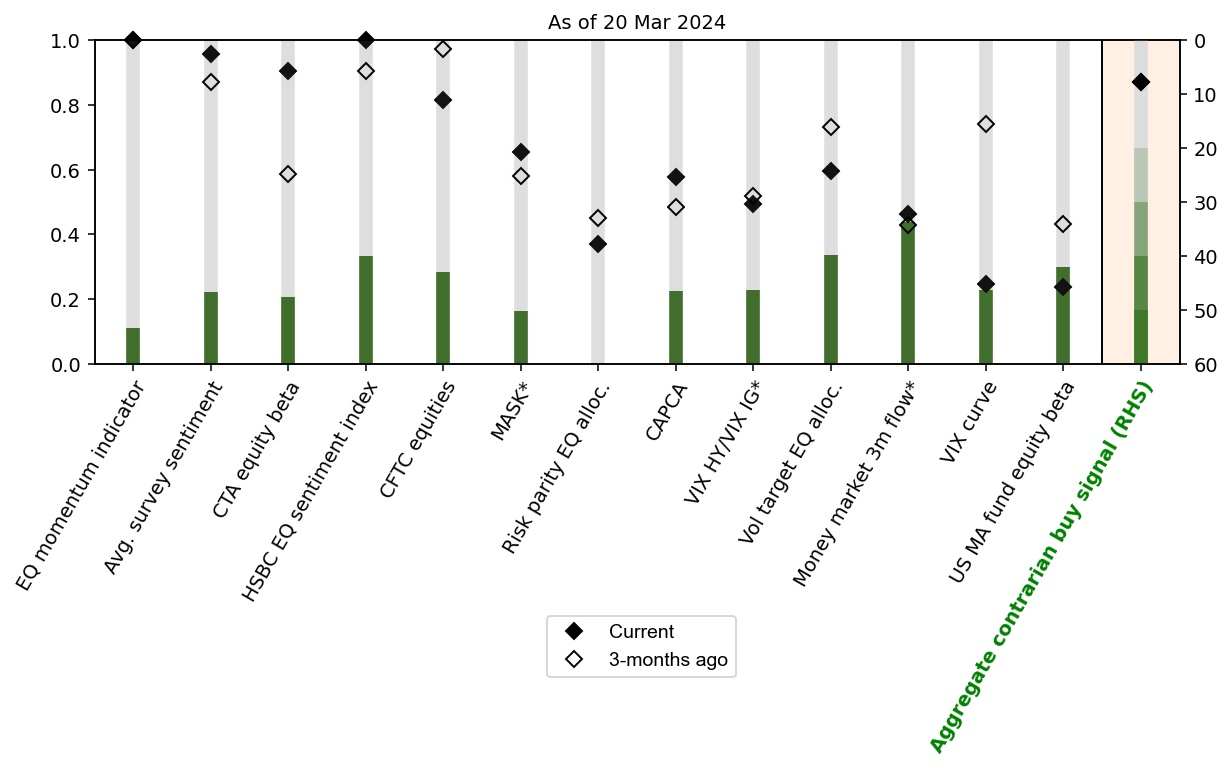 As of 20 Mar 2024
1.0
0.8
0.6
0.4
0.2
0.0
0
10
20
30
40
50
60
EQ momentum indicator
Avg. survey sentiment
CTA equity beta
HSBC EQ sentiment index
CFTC equities
MASK*
Risk parity EQ alloc.
CAPCA
VIX HY/VIX IG*
Vol target EQ alloc.
Money market 3m flow*
VIX curve
US MA fund equity beta
Aggregate contrarian buy signal (RHS)
Current
3-months ago